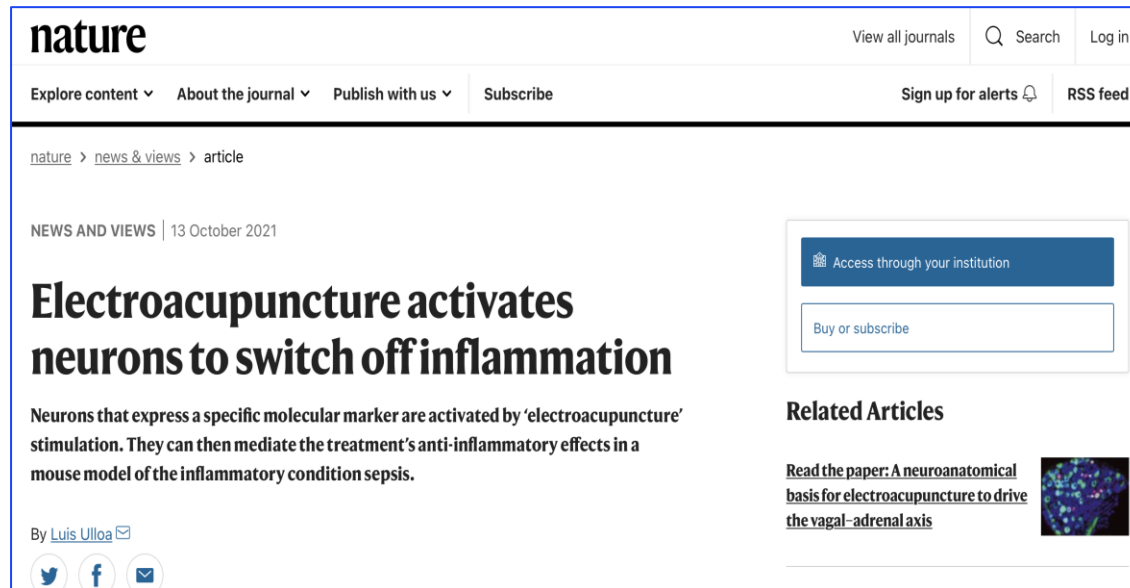 nature
View all journals
Search
Log in
Explore content
About the journal
Publish with us
Subscribe
Sign up for alerts
RSS feed
nature > news & views > article
NEWS AND VIEWS | 13 October 2021
Electroacupuncture activates
neurons to switch off inflammation
Neurons that express a specific molecular marker are activated by ‘electroacupuncture’
stimulation. They can then mediate the treatment’s anti-inflammatory effects in a
mouse model of the inflammatory condition sepsis.
By Luis Ulloa
Access through your institution
Buy or subscribe
Related Articles
Read the paper: A neuroanatomical
basis for electroacupuncture to drive
the vagal–adrenal axis